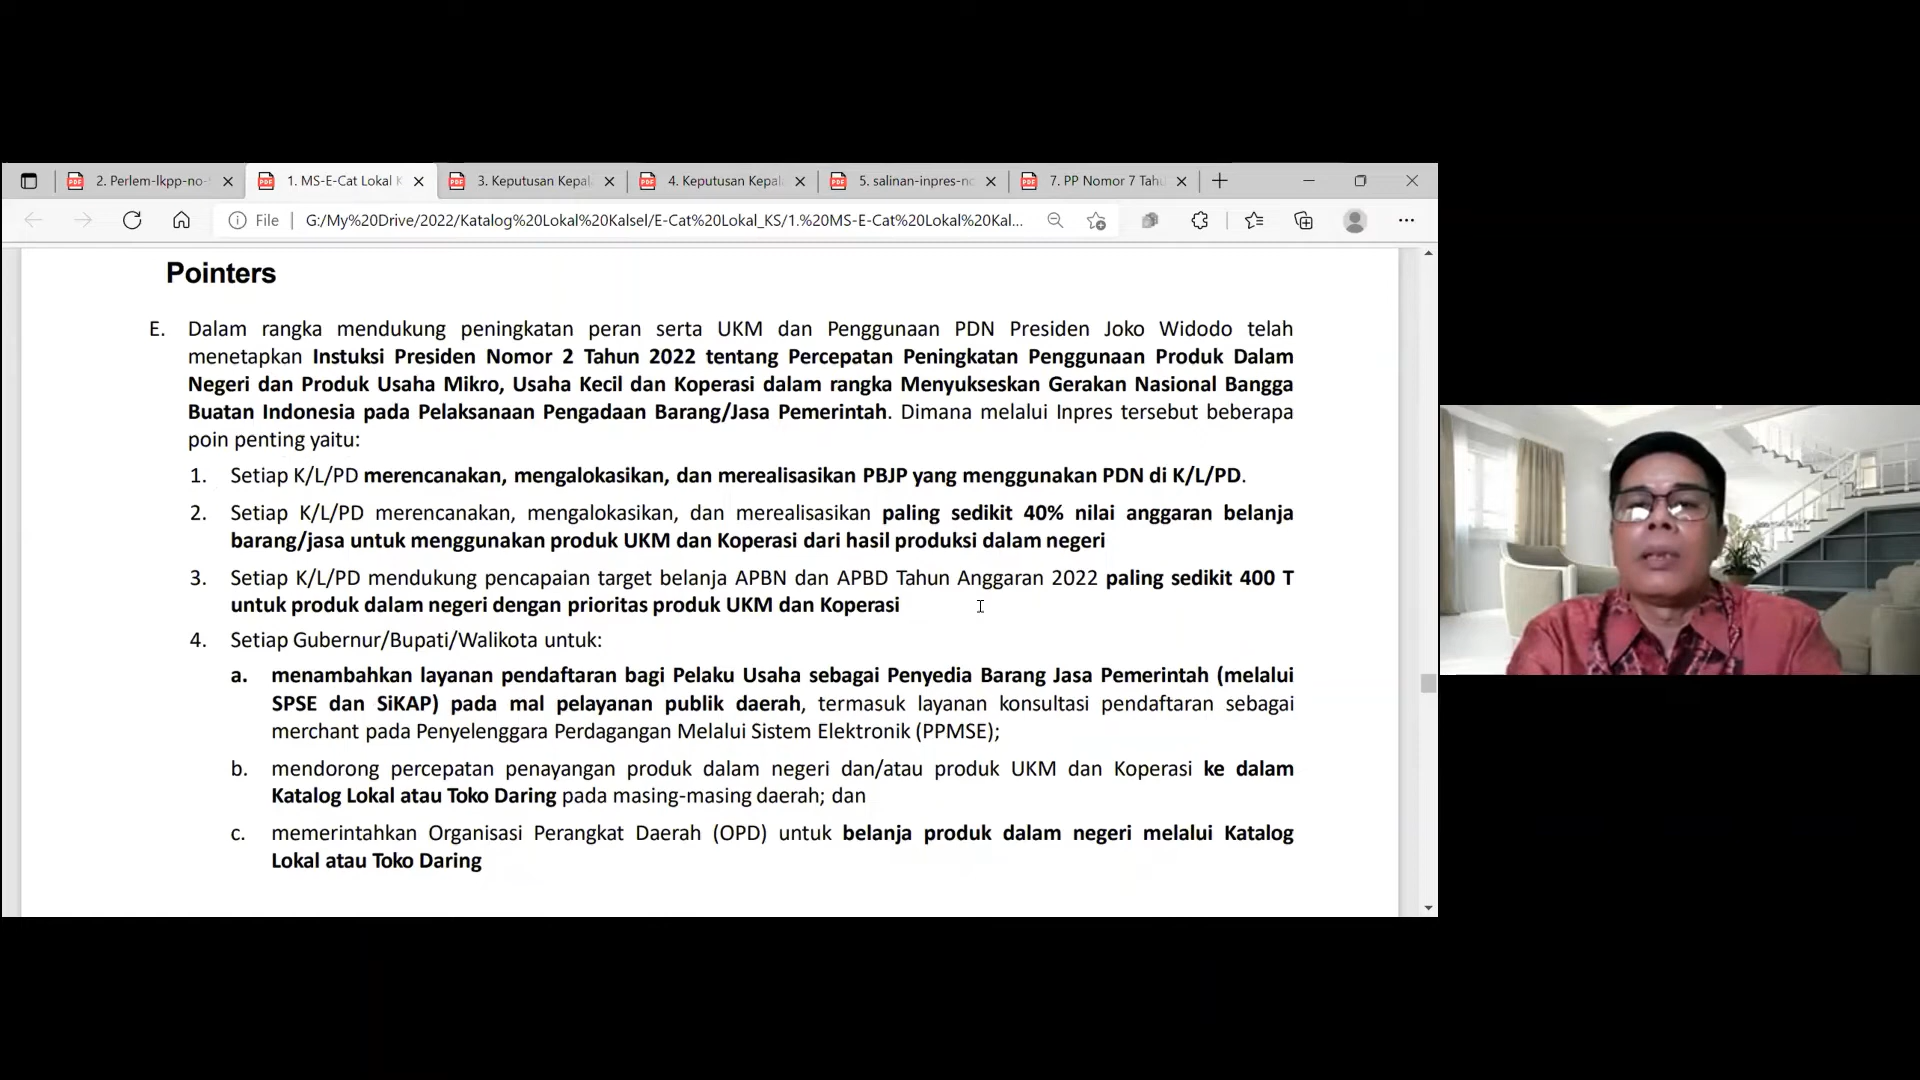 2. Perlem-lkpp-no-
1. MS-E-Cat Lokal K
3. Keputusan Kepal
4. Keputusan Kepal
5. salinan-inpres-no
7. PP Nomor 7 Tahu
File
G:/My%20Drive/2022/Katalog%20Lokal%20Kalsel/E-Cat%20Lokal_KS/1.%20MS-E-Cat%20Lokal%20Kal...
Pointers
E. Dalam rangka mendukung peningkatan peran serta UKM dan Penggunaan PDN Presiden Joko Widodo telah
menetapkan Instuksi Presiden Nomor 2 Tahun 2022 tentang Percepatan Peningkatan Penggunaan Produk Dalam
Negeri dan Produk Usaha Mikro, Usaha Kecil dan Koperasi dalam rangka Menyukseskan Gerakan Nasional Bangga
Buatan Indonesia pada Pelaksanaan Pengadaan Barang/Jasa Pemerintah. Dimana melalui Inpres tersebut beberapa
poin penting yaitu:
1. Setiap K/L/PD merencanakan, mengalokasikan, dan merealisasikan PBJP yang menggunakan PDN di K/L/PD.
2. Setiap K/L/PD merencanakan, mengalokasikan, dan merealisasikan paling sedikit 40% nilai anggaran belanja
barang/jasa untuk menggunakan produk UKM dan Koperasi dari hasil produksi dalam negeri
3. Setiap K/L/PD mendukung pencapaian target belanja APBN dan APBD Tahun Anggaran 2022 paling sedikit 400 T
untuk produk dalam negeri dengan prioritas produk UKM dan Koperasi
4. Setiap Gubernur/Bupati/Walikota untuk:
a. menambahkan layanan pendaftaran bagi Pelaku Usaha sebagai Penyedia Barang Jasa Pemerintah (melalui
SPSE dan SiKAP) pada mal pelayanan publik daerah, termasuk layanan konsultasi pendaftaran sebagai
merchant pada Penyelenggara Perdagangan Melalui Sistem Elektronik (PPMSE);
b. mendorong percepatan penayangan produk dalam negeri dan/atau produk UKM dan Koperasi ke dalam
Katalog Lokal atau Toko Daring pada masing-masing daerah; dan
c. memerintahkan Organisasi Perangkat Daerah (OPD) untuk belanja produk dalam negeri melalui Katalog
Lokal atau Toko Daring